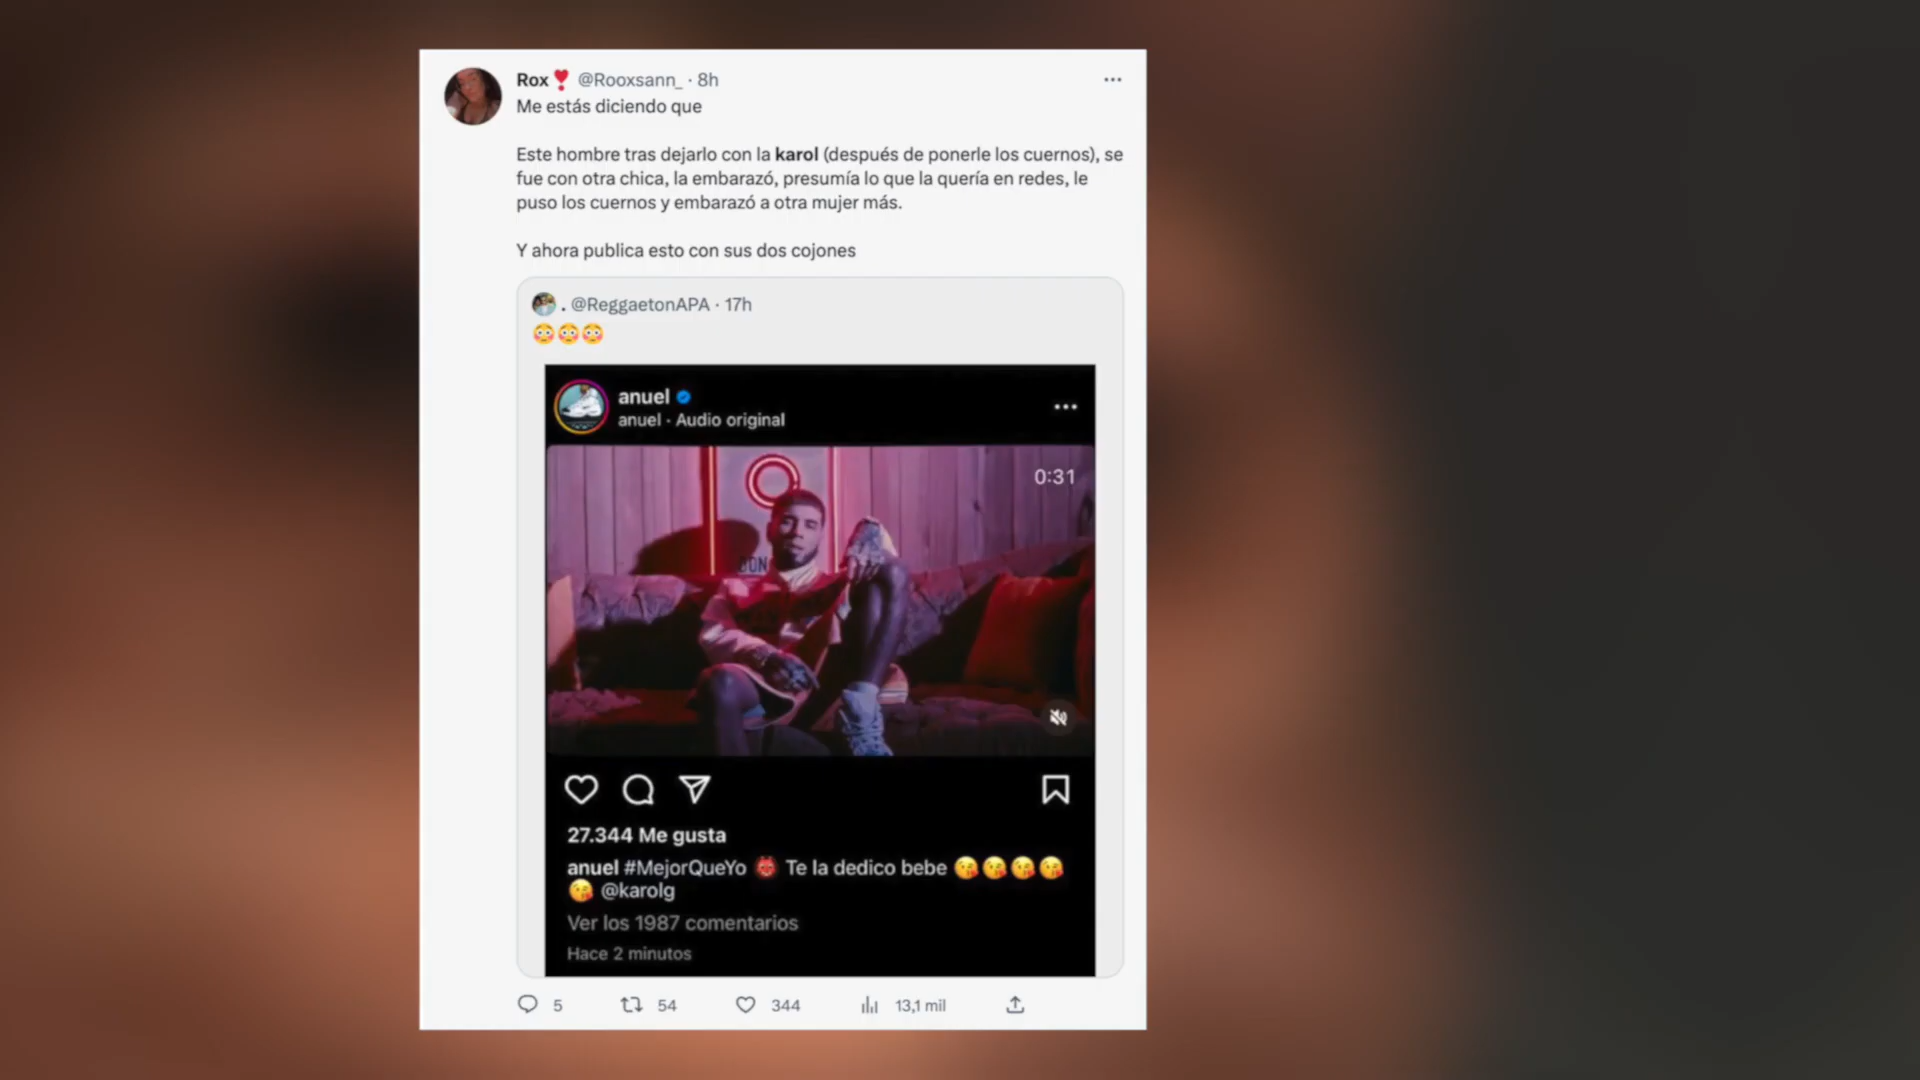 Rox❣️ @Rooxsann_ · 8h
Me estás diciendo que
Este hombre tras dejarlo con la karol (después de ponerle los cuernos), se
fue con otra chica, la embarazó, presumía lo que la quería en redes, le
puso los cuernos y embarazó a otra mujer más.
Y ahora publica esto con sus dos cojones
. @ReggaetonAPA · 17h
😳😳😳
anuel
anuel · Audio original
0:31
27.344 Me gusta
anuel #MejorQueYo 👹 Te la dedico bebe 😘😘😘😘
😘 @karolg
Ver los 1987 comentarios
Hace 2 minutos
5 54 344 13,1 mil